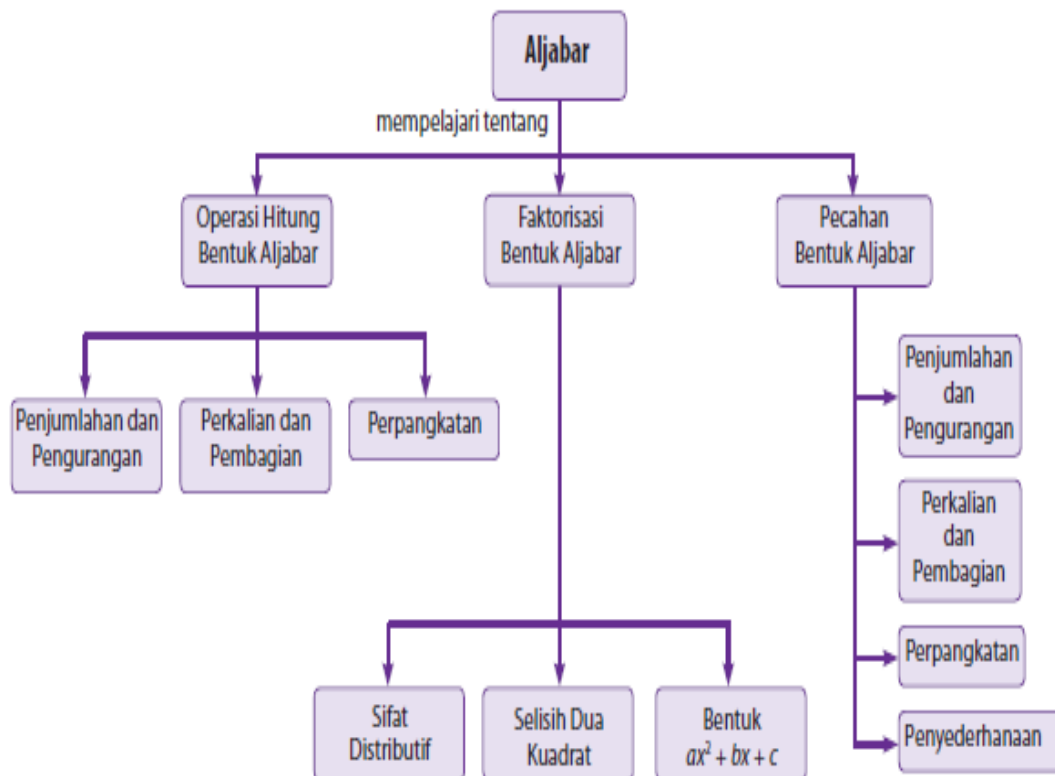 Aljabar
mempelajari tentang
Operasi Hitung
Bentuk Aljabar
Faktorisasi
Bentuk Aljabar
Pecahan
Bentuk Aljabar
Penjumlahan dan
Pengurangan
Perkalian dan
Pembagian
Perpangkatan
Penjumlahan
dan
Pengurangan
Perkalian
dan
Pembagian
Perpangkatan
Penyederhanaan
Sifat
Distributif
Selisih Dua
Kuadrat
Bentuk
ax² + bx + c